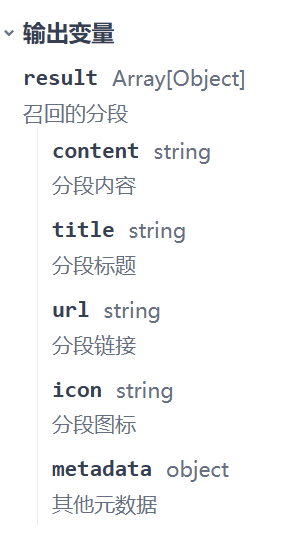 输出变量
result Array[Object]
召回的分段
content string
分段内容
title string
分段标题
url string
分段链接
icon string
分段图标
metadata object
其他元数据